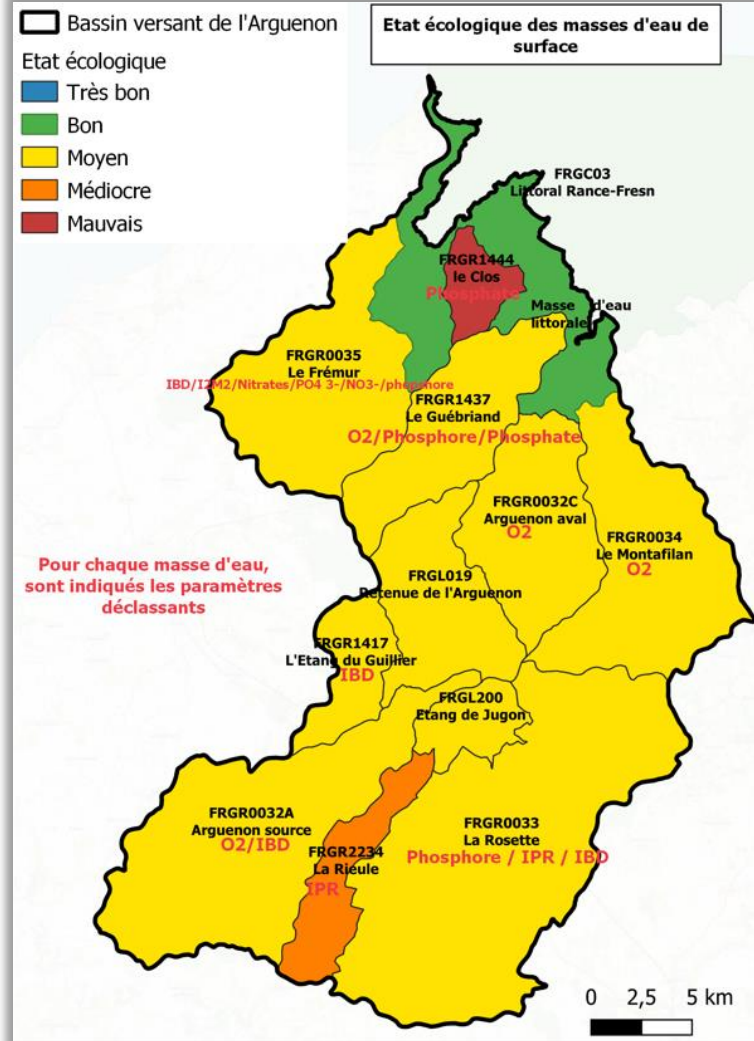 Bassin versant de l'Arguenon
Etat écologique
Très bon
Bon
Moyen
Médiocre
Mauvais
Etat écologique des masses d'eau de
surface
FRGC03
Littoral Rance-Fresn
FRGR1444
le Clos
Phosphate
Masse d'eau
littorale
FRGR0035
Le Frémur
IBD/I2M2/Nitrates/PO4 3-/NO3-/phophore
FRGR1437
Le Guébriand
O2/Phosphore/Phosphate
FRGR0032C
Arguenon aval
O2
FRGR0034
Le Montafilan
O2
Pour chaque masse d'eau,
sont indiqués les paramètres
déclassants
FRGL019
Retenue de l'Arguenon
FRGR1417
L'Etang du Guillier
IBD
FRGL200
Etang de Jugon
FRGR0032A
Arguenon source
O2/IBD
FRGR2234
La Rieule
IPR
FRGR0033
La Rosette
Phosphore / IPR / IBD
0 2,5 5 km